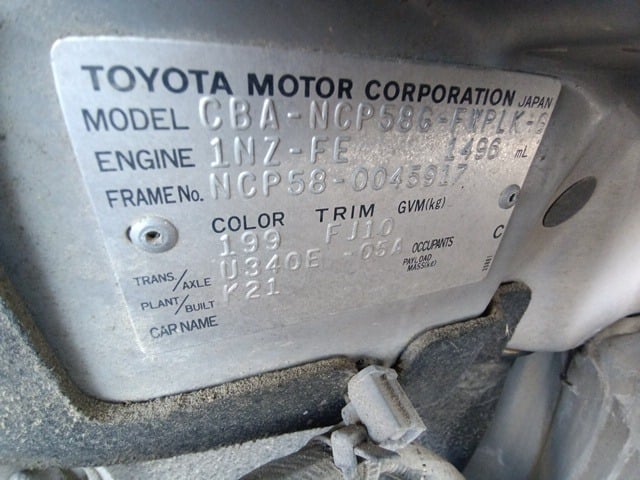 TOYOTA MOTOR CORPORATION JAPAN
MODEL CBA-NCP58G-FWPLK-G
ENGINE 1NZ-FE 1496 mL
FRAME No. NCP58-0045917
COLOR TRIM GVM(kg)
199 FJ10
TRANS./AXLE U340E -05A OCCUPANTS C
PLANT/BUILT K21 PAYLOAD MASS(kg)
CAR NAME